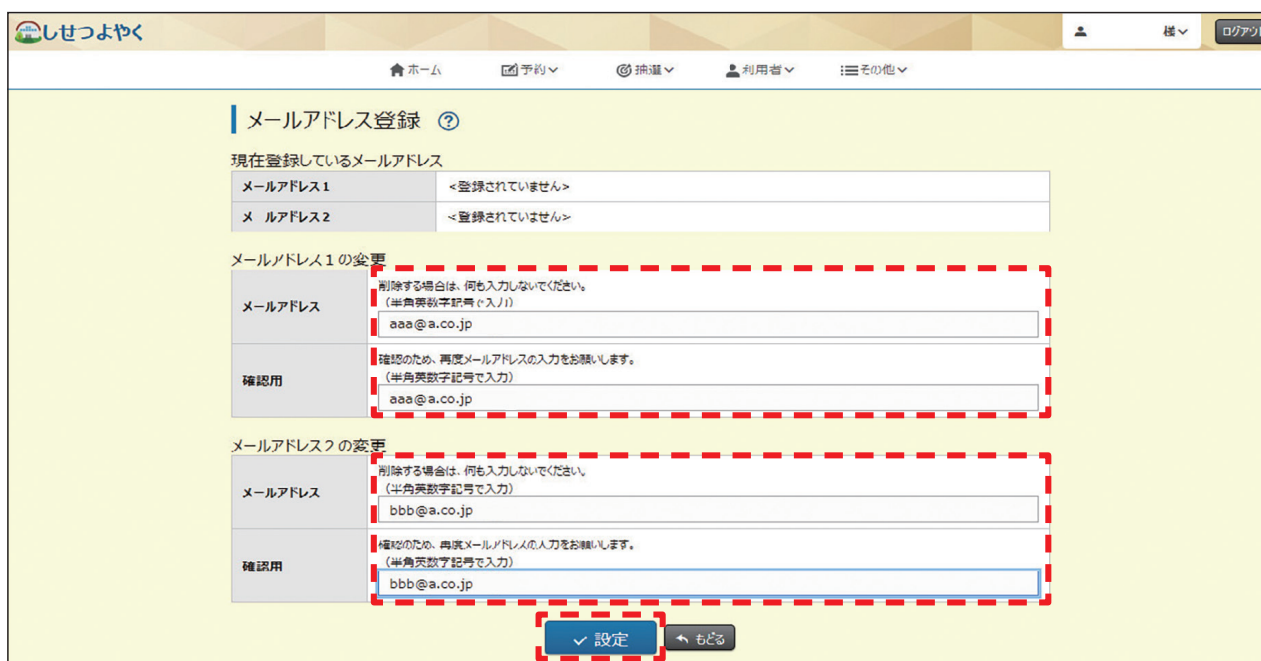 しせつよやく
様
ログアウト
ホーム 予約 抽選 利用者 その他
メールアドレス登録 ?
現在登録しているメールアドレス
メールアドレス1 <登録されていません>
メールアドレス2 <登録されていません>
メールアドレス1の変更
メールアドレス
削除する場合は、何も入力しないでください。
(半角英数字記号で入力)
aaa@a.co.jp
確認用
確認のため、再度メールアドレスの入力をお願いします。
(半角英数字記号で入力)
aaa@a.co.jp
メールアドレス2の変更
メールアドレス
削除する場合は、何も入力しないでください。
(半角英数字記号で入力)
bbb@a.co.jp
確認用
確認のため、再度メールアドレスの入力をお願いします。
(半角英数字記号で入力)
bbb@a.co.jp
設定 もどる